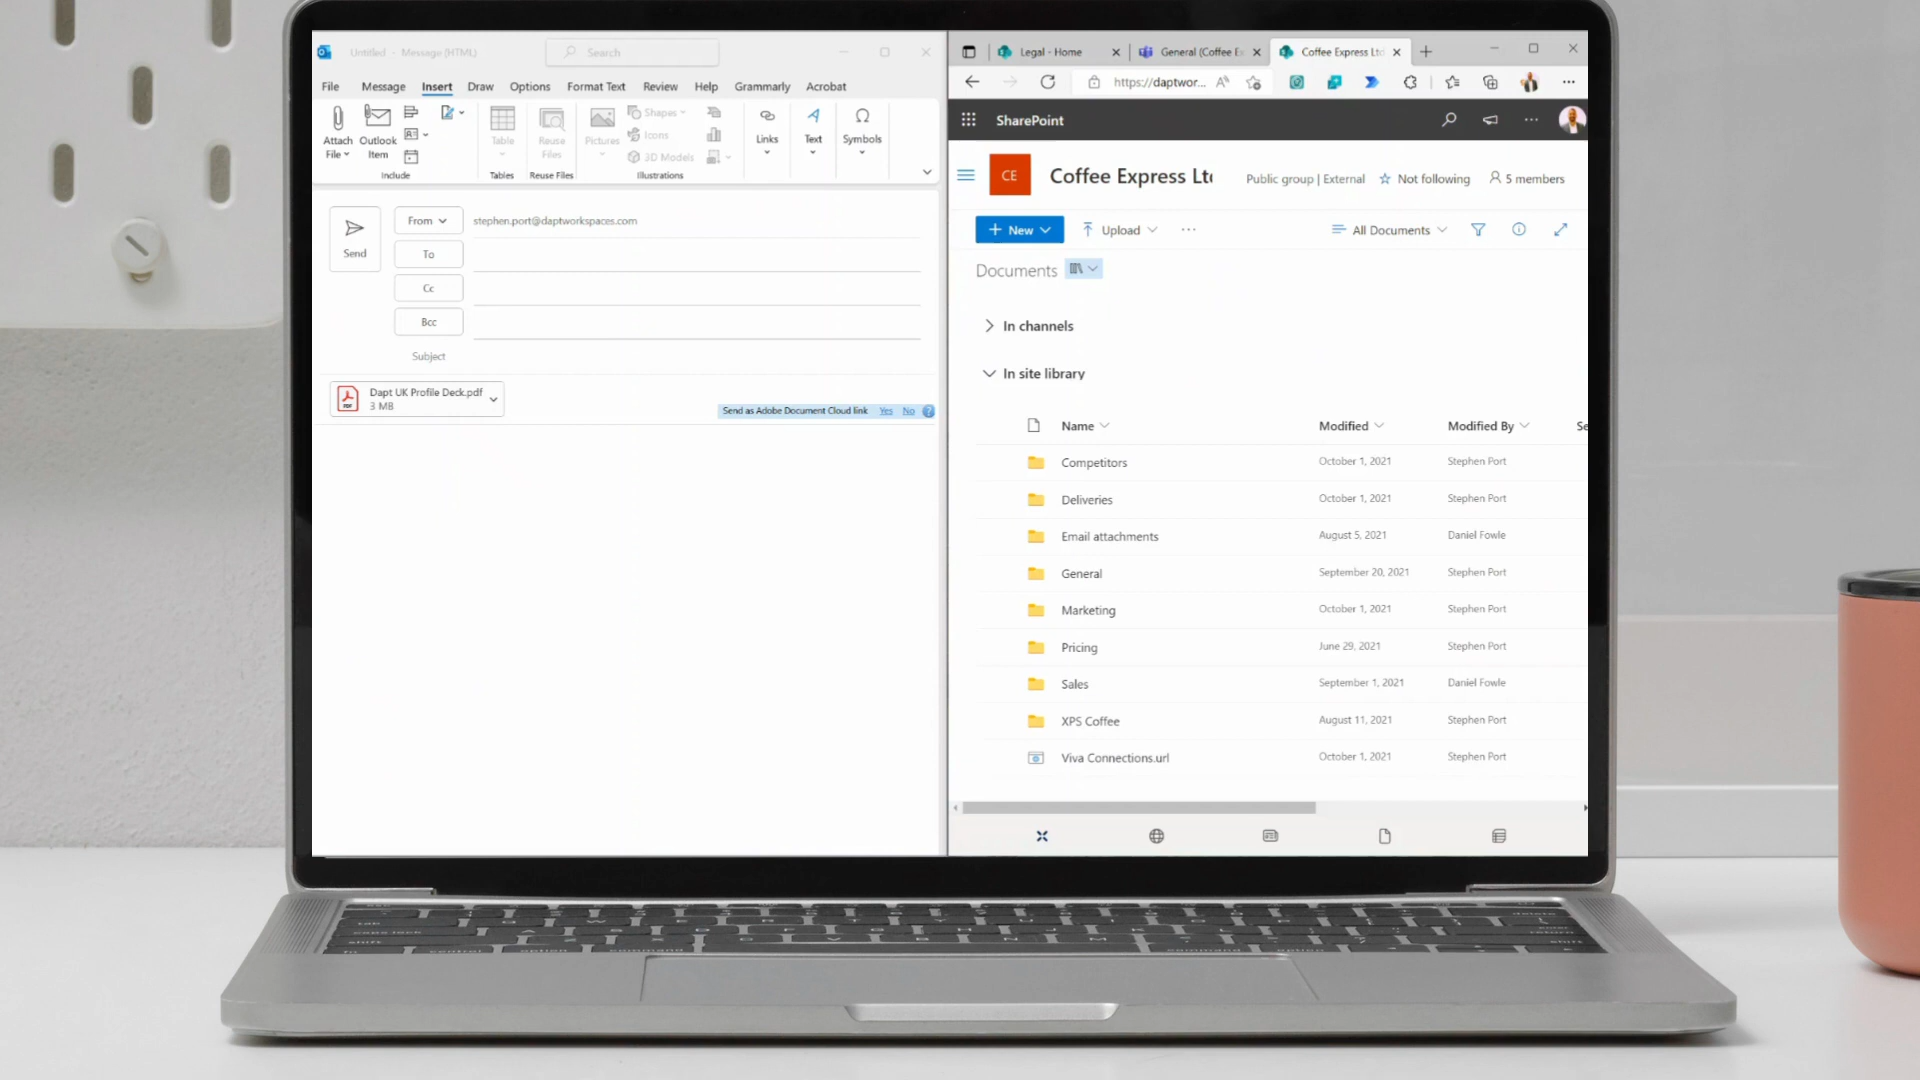 Untitled - Message (HTML)
Search
File Message Insert Draw Options Format Text Review Help Grammarly Acrobat
Attach File
Outlook Item
Include
Table
Tables
Reuse Files
Reuse Files
Pictures
Shapes
Icons
3D Models
Illustrations
Links
Text
Symbols
Send
From
stephen.port@daptworkspaces.com
To
Cc
Bcc
Subject
Dapt UK Profile Deck.pdf
3 MB
Send as Adobe Document Cloud link Yes No ?
Legal - Home
General (Coffee E
Coffee Express Ltd
https://daptwor...
SharePoint
CE
Coffee Express Ltd
Public group | External
Not following
5 members
New
Upload
All Documents
Documents
In channels
In site library
Name Modified Modified By Se
Competitors October 1, 2021 Stephen Port
Deliveries October 1, 2021 Stephen Port
Email attachments August 5, 2021 Daniel Fowle
General September 20, 2021 Stephen Port
Marketing October 1, 2021 Stephen Port
Pricing June 29, 2021 Stephen Port
Sales September 1, 2021 Daniel Fowle
XPS Coffee August 11, 2021 Stephen Port
Viva Connections.url October 1, 2021 Stephen Port